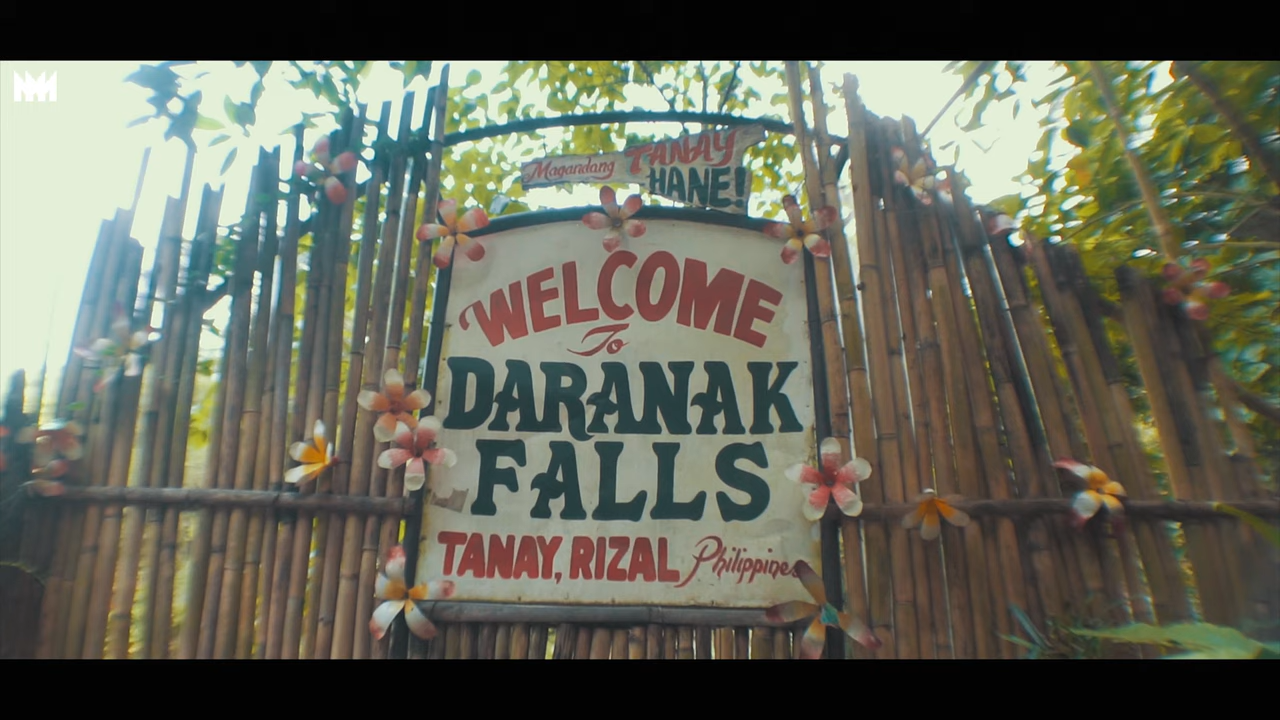 Magandang TANAY
HANE!
WELCOME
To
DARANAK
FALLS
TANAY, RIZAL Philippines